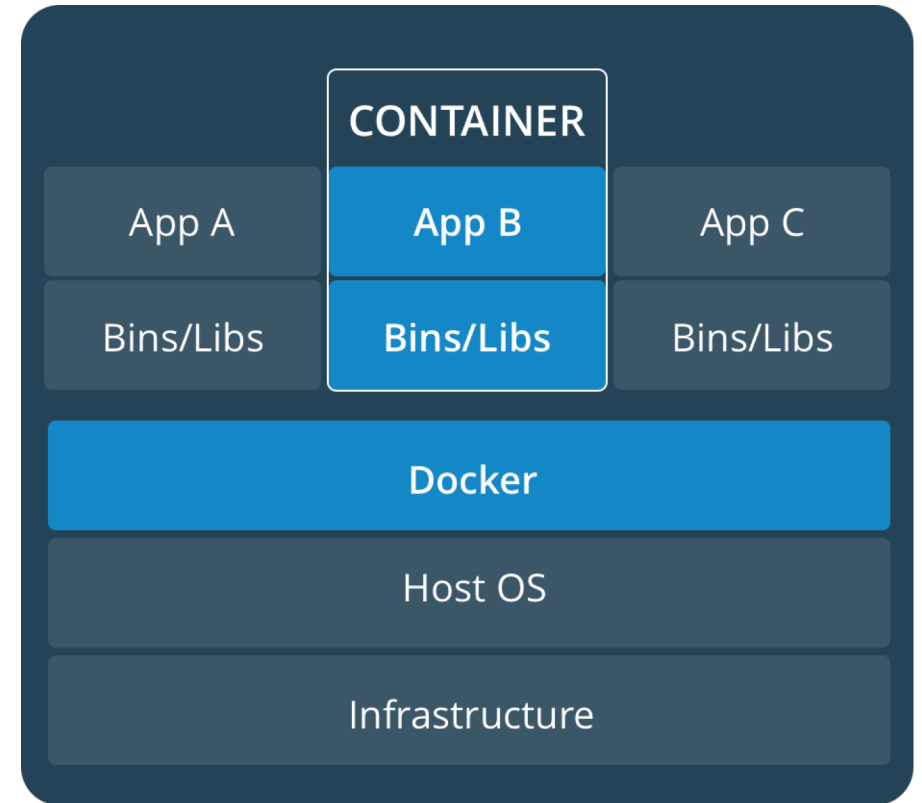 CONTAINER
App A
App B
App C
Bins/Libs
Bins/Libs
Bins/Libs
Docker
Host OS
Infrastructure